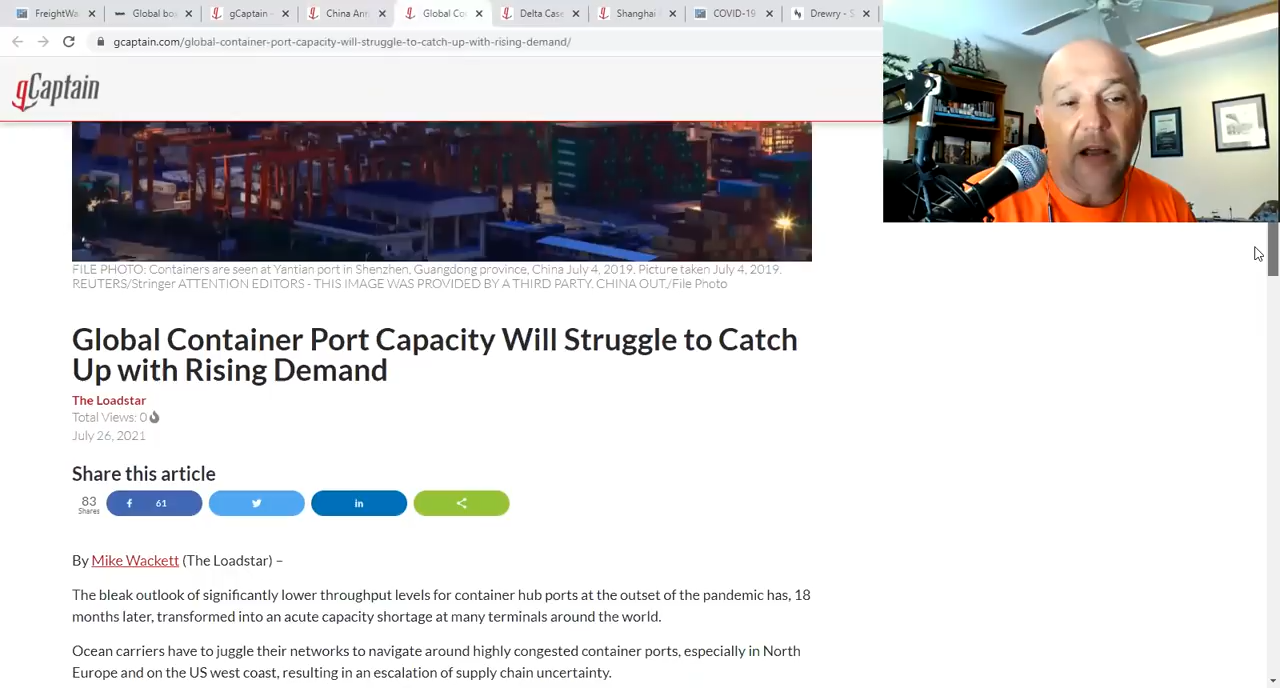 FreightWa
Global bo
gCaptain –
China Ann
Global Co
Delta Case
Shanghai
COVID-19
Drewry - S
gcaptain.com/global-container-port-capacity-will-struggle-to-catch-up-with-rising-demand/
gCaptain
FILE PHOTO: Containers are seen at Yantian port in Shenzhen, Guangdong province, China July 4, 2019. Picture taken July 4, 2019.
REUTERS/Stringer ATTENTION EDITORS - THIS IMAGE WAS PROVIDED BY A THIRD PARTY. CHINA OUT./File Photo
Global Container Port Capacity Will Struggle to Catch
Up with Rising Demand
The Loadstar
Total Views: 0
July 26, 2021
Share this article
83
Shares
61
By Mike Wackett (The Loadstar) –
The bleak outlook of significantly lower throughput levels for container hub ports at the outset of the pandemic has, 18
months later, transformed into an acute capacity shortage at many terminals around the world.
Ocean carriers have to juggle their networks to navigate around highly congested container ports, especially in North
Europe and on the US west coast, resulting in an escalation of supply chain uncertainty.